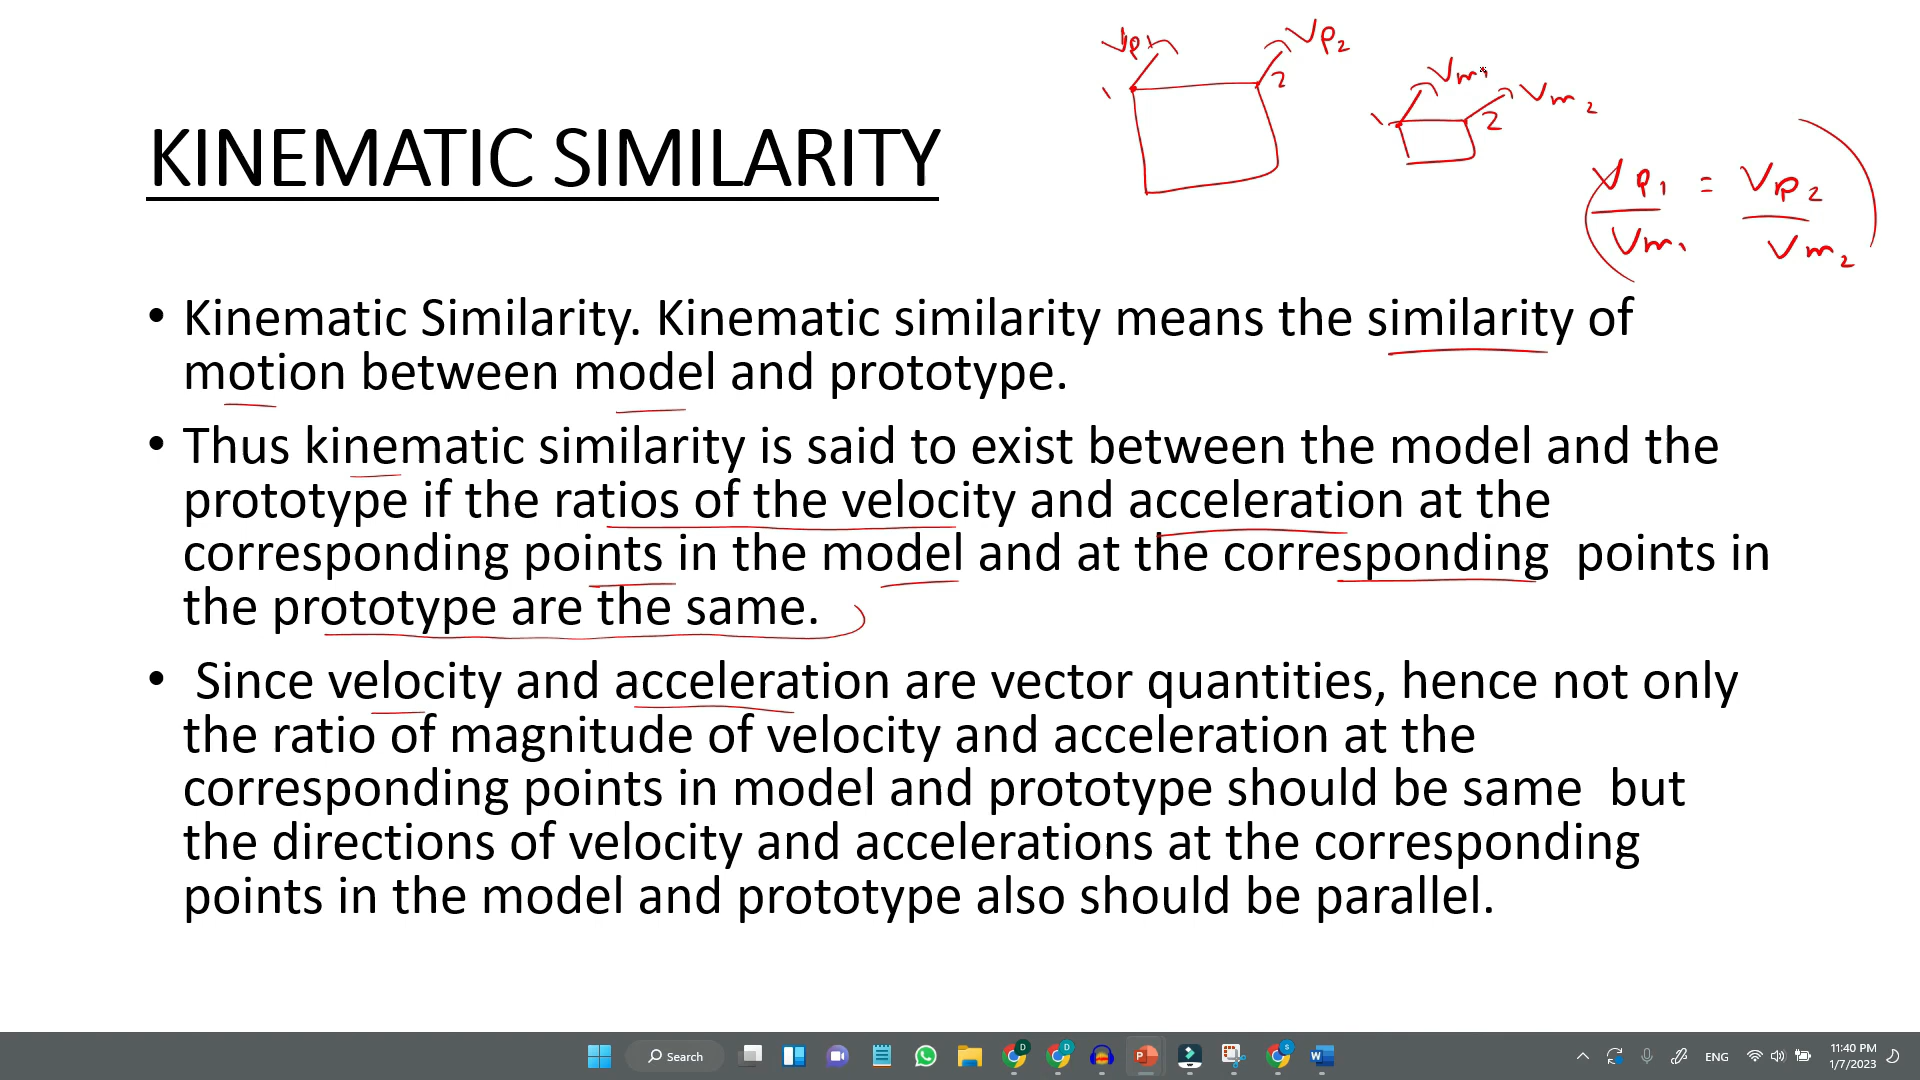 Vp1 Vp2
1 2
Vm1 Vm2
1 2
KINEMATIC SIMILARITY
Vp1 = Vp2
Vm1 Vm2
• Kinematic Similarity. Kinematic similarity means the similarity of
motion between model and prototype.
• Thus kinematic similarity is said to exist between the model and the
prototype if the ratios of the velocity and acceleration at the
corresponding points in the model and at the corresponding points in
the prototype are the same.
• Since velocity and acceleration are vector quantities, hence not only
the ratio of magnitude of velocity and acceleration at the
corresponding points in model and prototype should be same but
the directions of velocity and accelerations at the corresponding
points in the model and prototype also should be parallel.
Search
ENG
11:40 PM
1/7/2023